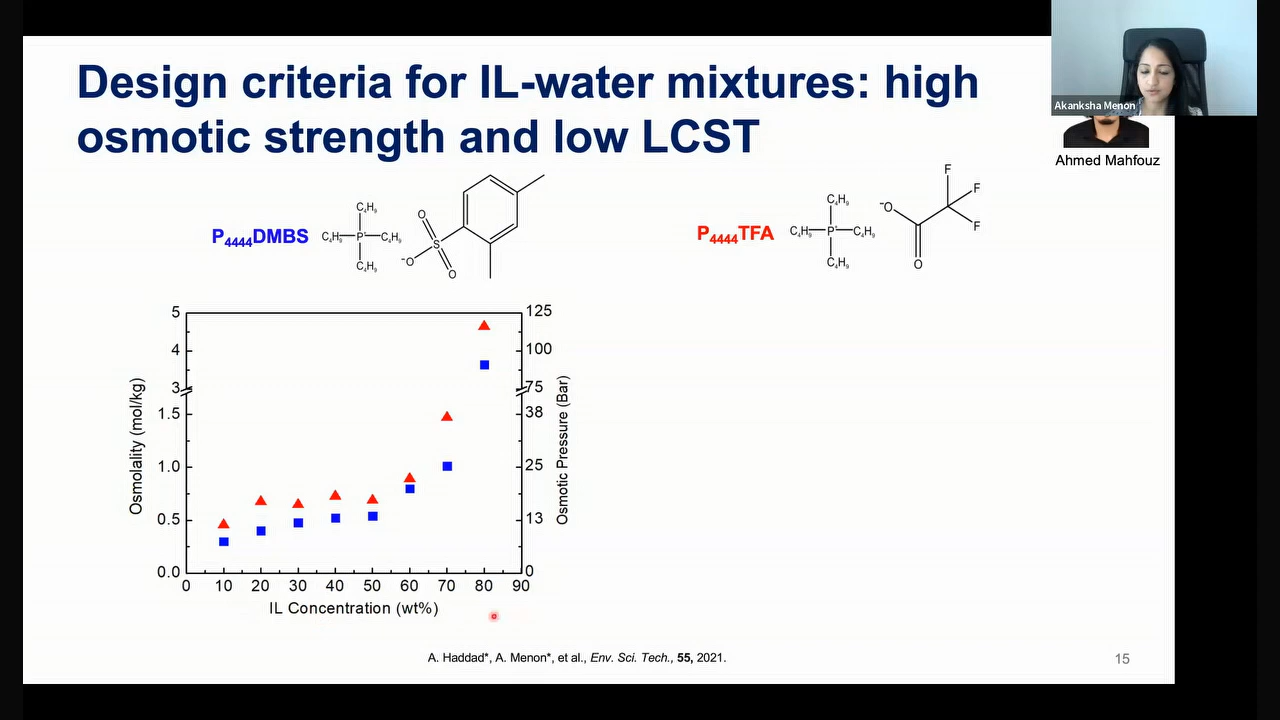 Design criteria for IL-water mixtures: high
osmotic strength and low LCST
Akanksha Menon
Ahmed Mahfouz
P4444DMBS
C4H9
C4H9
P+
C4H9
C4H9
O
S
-O
O
P4444TFA
C4H9
C4H9
P+
C4H9
C4H9
F
F
F
-O
O
5
4
3
1.5
1.0
0.5
0.0
Osmolality (mol/kg)
125
100
75
38
25
13
0
Osmotic Pressure (Bar)
0 10 20 30 40 50 60 70 80 90
IL Concentration (wt%)
A. Haddad*, A. Menon*, et al., Env. Sci. Tech., 55, 2021.
15